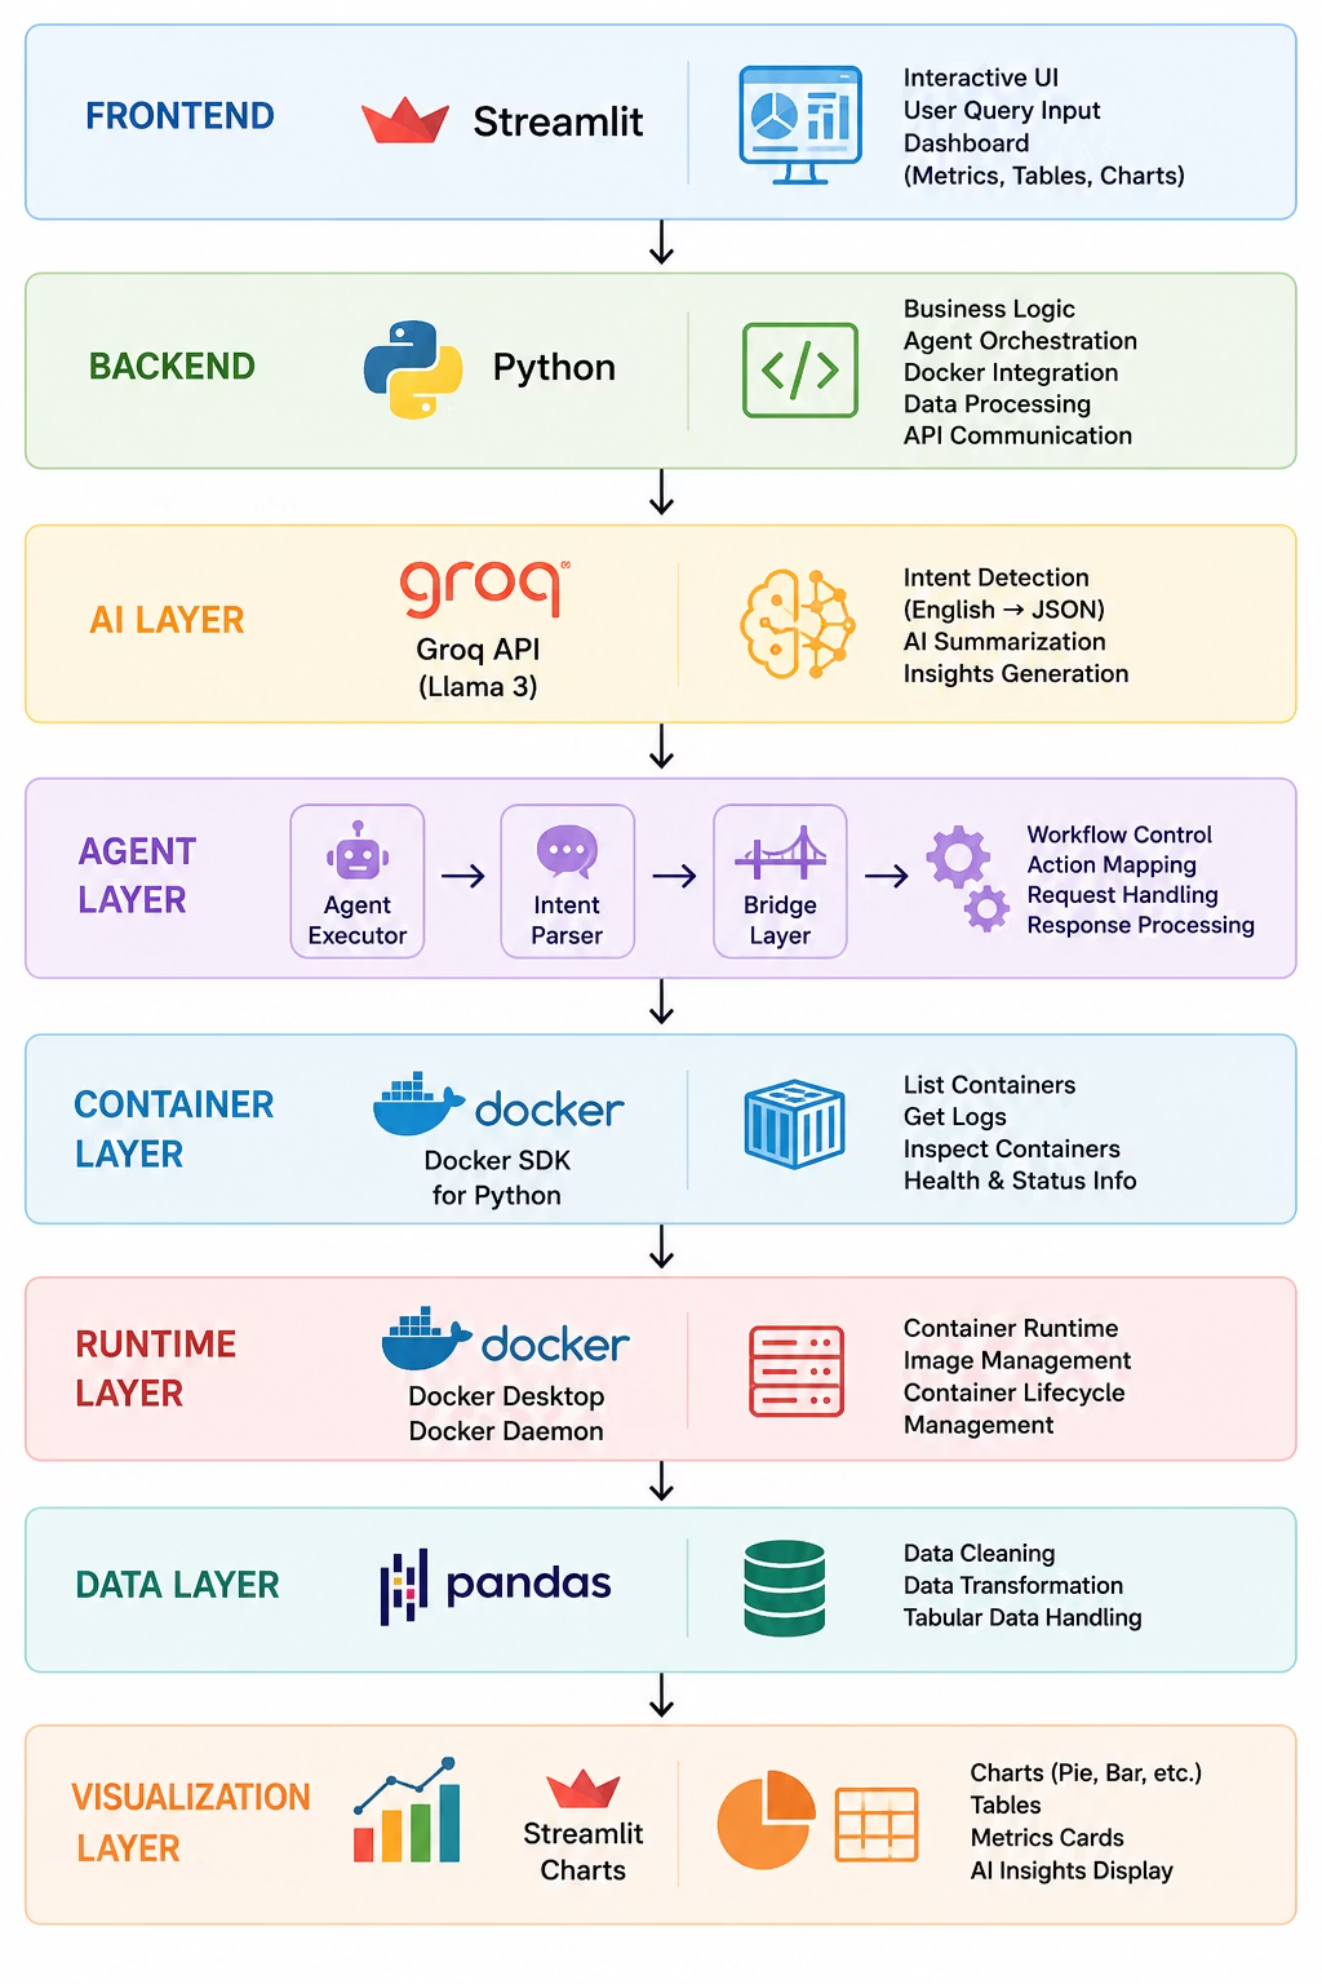 FRONTEND
Streamlit
Interactive UI
User Query Input
Dashboard
(Metrics, Tables, Charts)
BACKEND
Python
</>
Business Logic
Agent Orchestration
Docker Integration
Data Processing
API Communication
AI LAYER
groq
Groq API
(Llama 3)
Intent Detection
(English → JSON)
AI Summarization
Insights Generation
AGENT
LAYER
Agent
Executor
Intent
Parser
Bridge
Layer
Workflow Control
Action Mapping
Request Handling
Response Processing
CONTAINER
LAYER
docker
Docker SDK
for Python
List Containers
Get Logs
Inspect Containers
Health & Status Info
RUNTIME
LAYER
docker
Docker Desktop
Docker Daemon
Container Runtime
Image Management
Container Lifecycle
Management
DATA LAYER
pandas
Data Cleaning
Data Transformation
Tabular Data Handling
VISUALIZATION
LAYER
Streamlit
Charts
Charts (Pie, Bar, etc.)
Tables
Metrics Cards
AI Insights Display